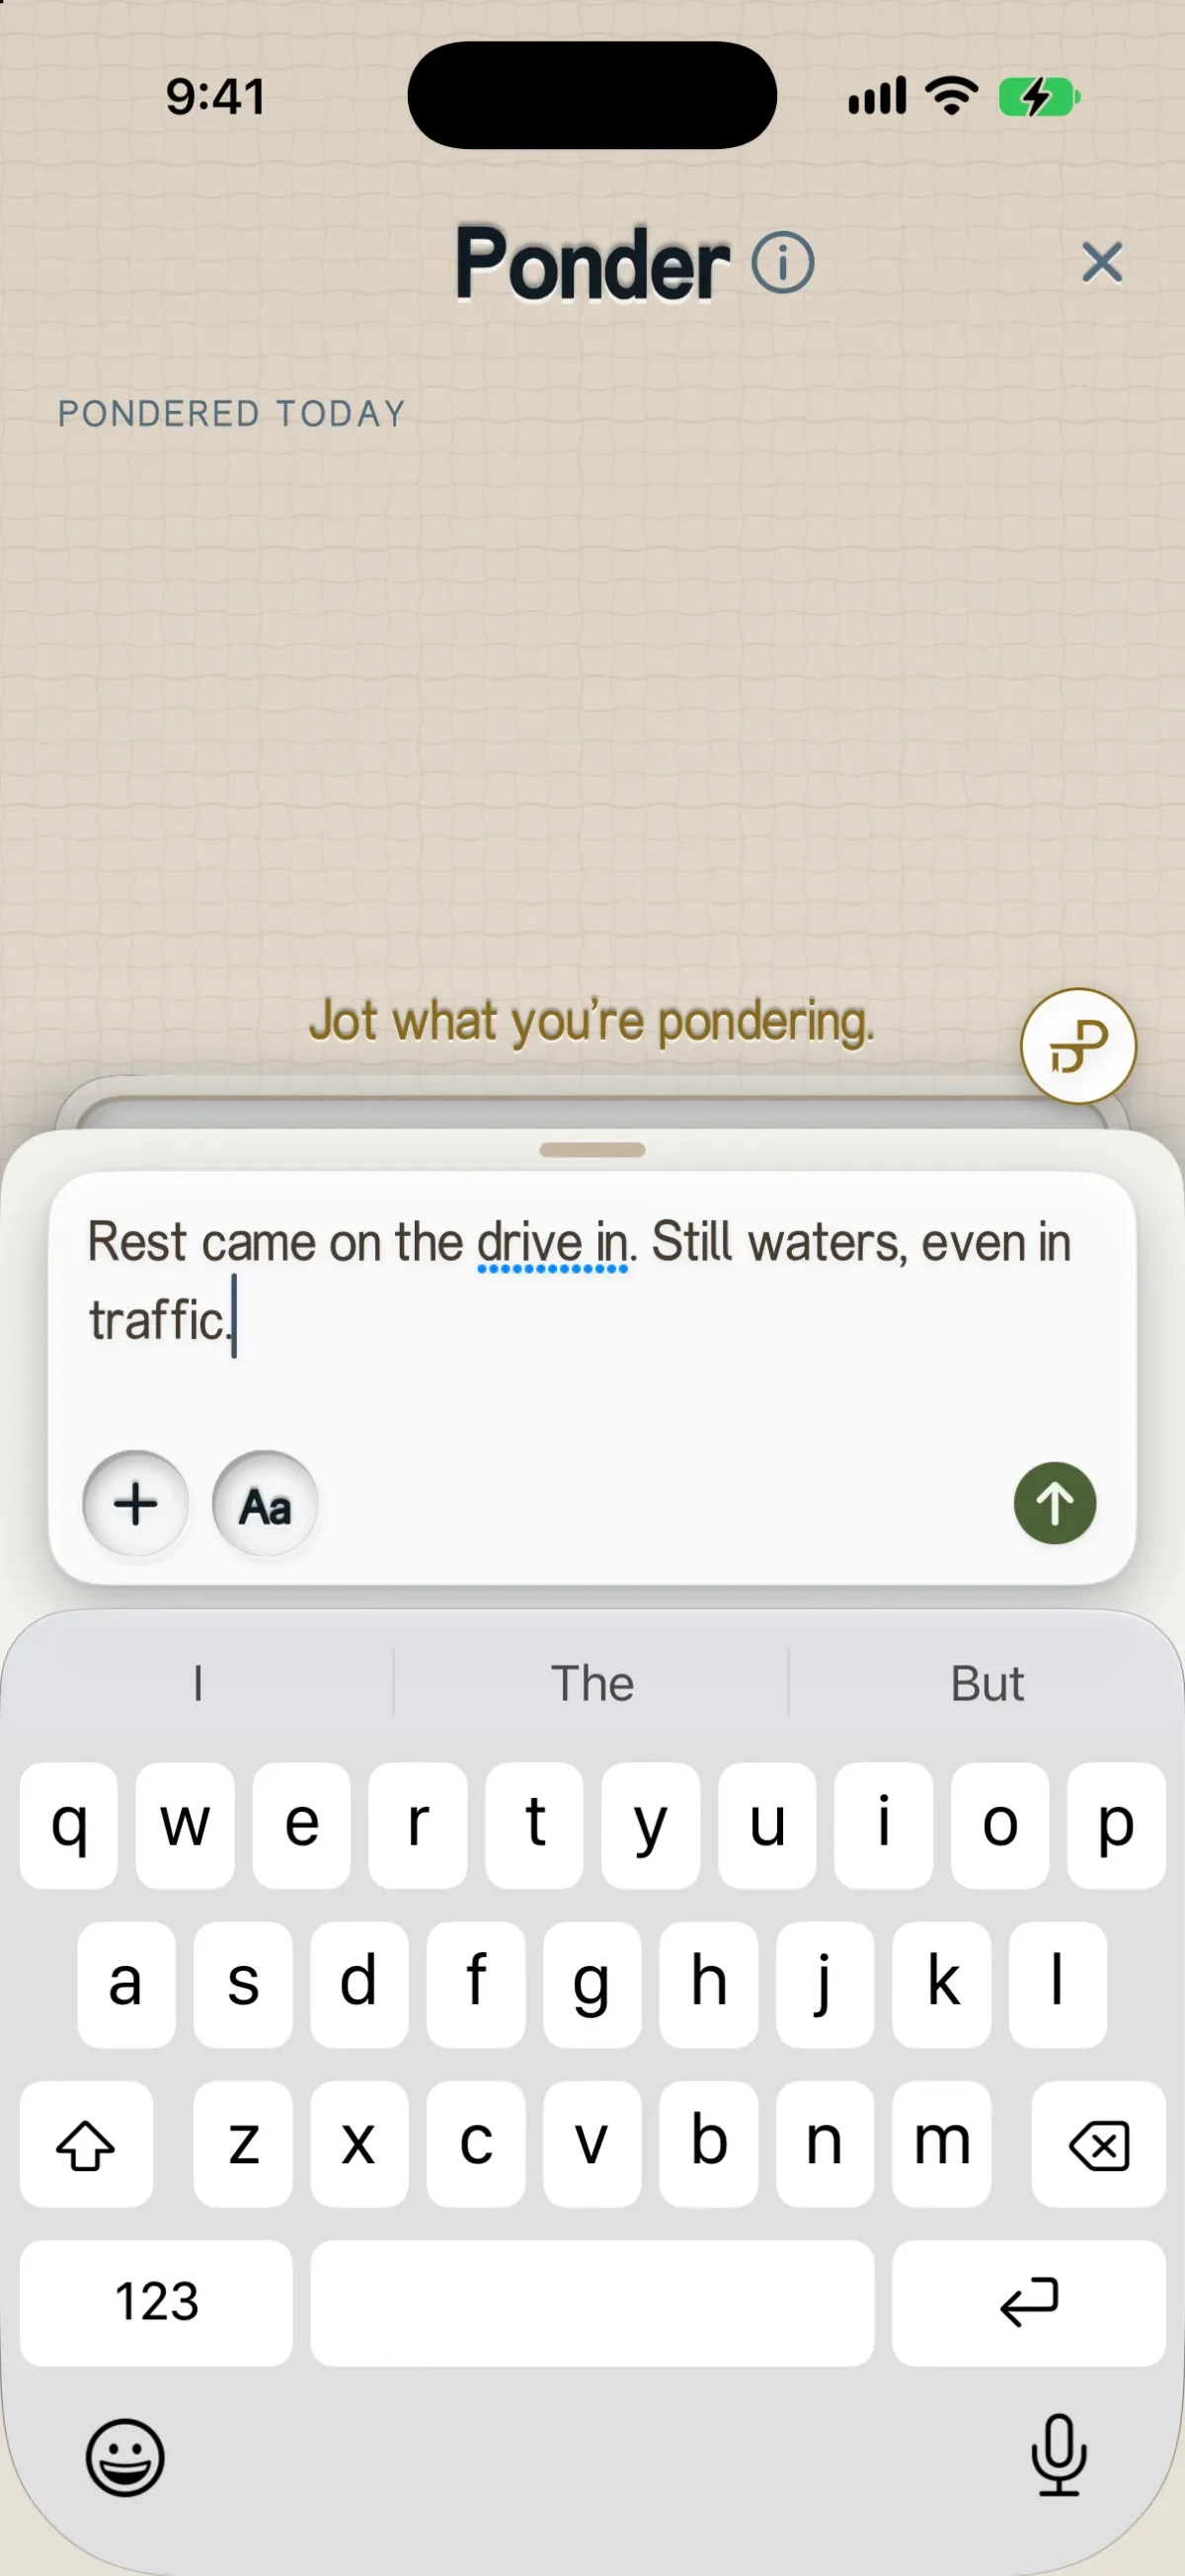 9:41
Ponder
PONDERED TODAY
Jot what you’re pondering.
Rest came on the drive in. Still waters, even in
traffic.
Aa
I The But
q w e r t y u i o p
a s d f g h j k l
z x c v b n m
123